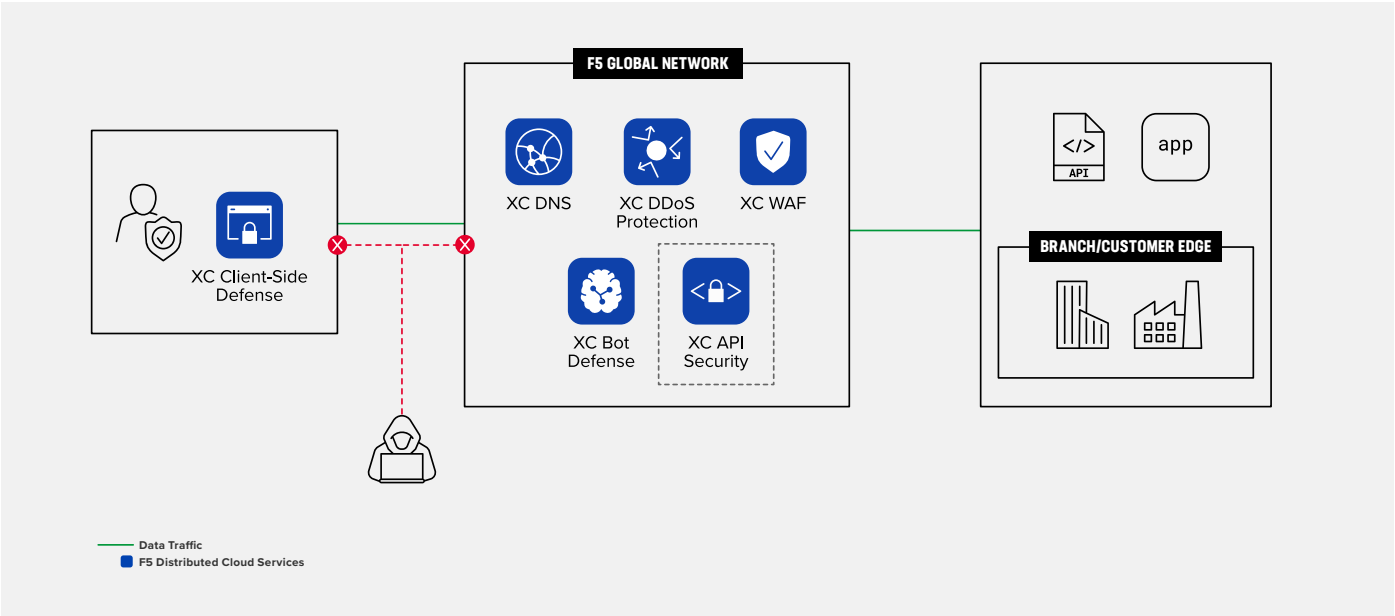 F5 GLOBAL NETWORK
XC Client-Side
Defense
XC DNS
XC DDoS
Protection
XC WAF
XC Bot
Defense
< >
XC API
Security
</>
API
app
BRANCH/CUSTOMER EDGE
X
X
Data Traffic
F5 Distributed Cloud Services